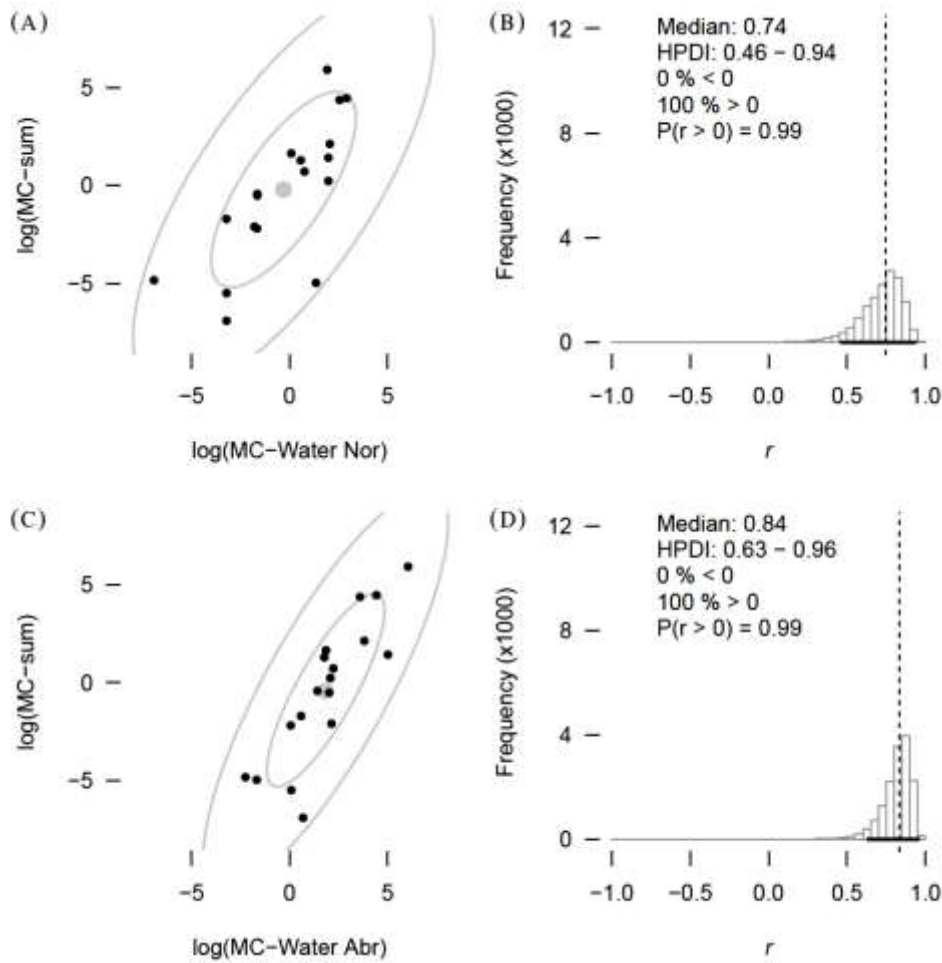 (A)
5
0
−5
log(MC−sum)
−5 0 5
log(MC−Water Nor)
(B)
12
8
4
0
Frequency (x1000)
Median: 0.74
HPDI: 0.46 − 0.94
0 % < 0
100 % > 0
P(r > 0) = 0.99
−1.0 −0.5 0.0 0.5 1.0
r
(C)
5
0
−5
log(MC−sum)
−5 0 5
log(MC−Water Abr)
(D)
12
8
4
0
Frequency (x1000)
Median: 0.84
HPDI: 0.63 − 0.96
0 % < 0
100 % > 0
P(r > 0) = 0.99
−1.0 −0.5 0.0 0.5 1.0
r